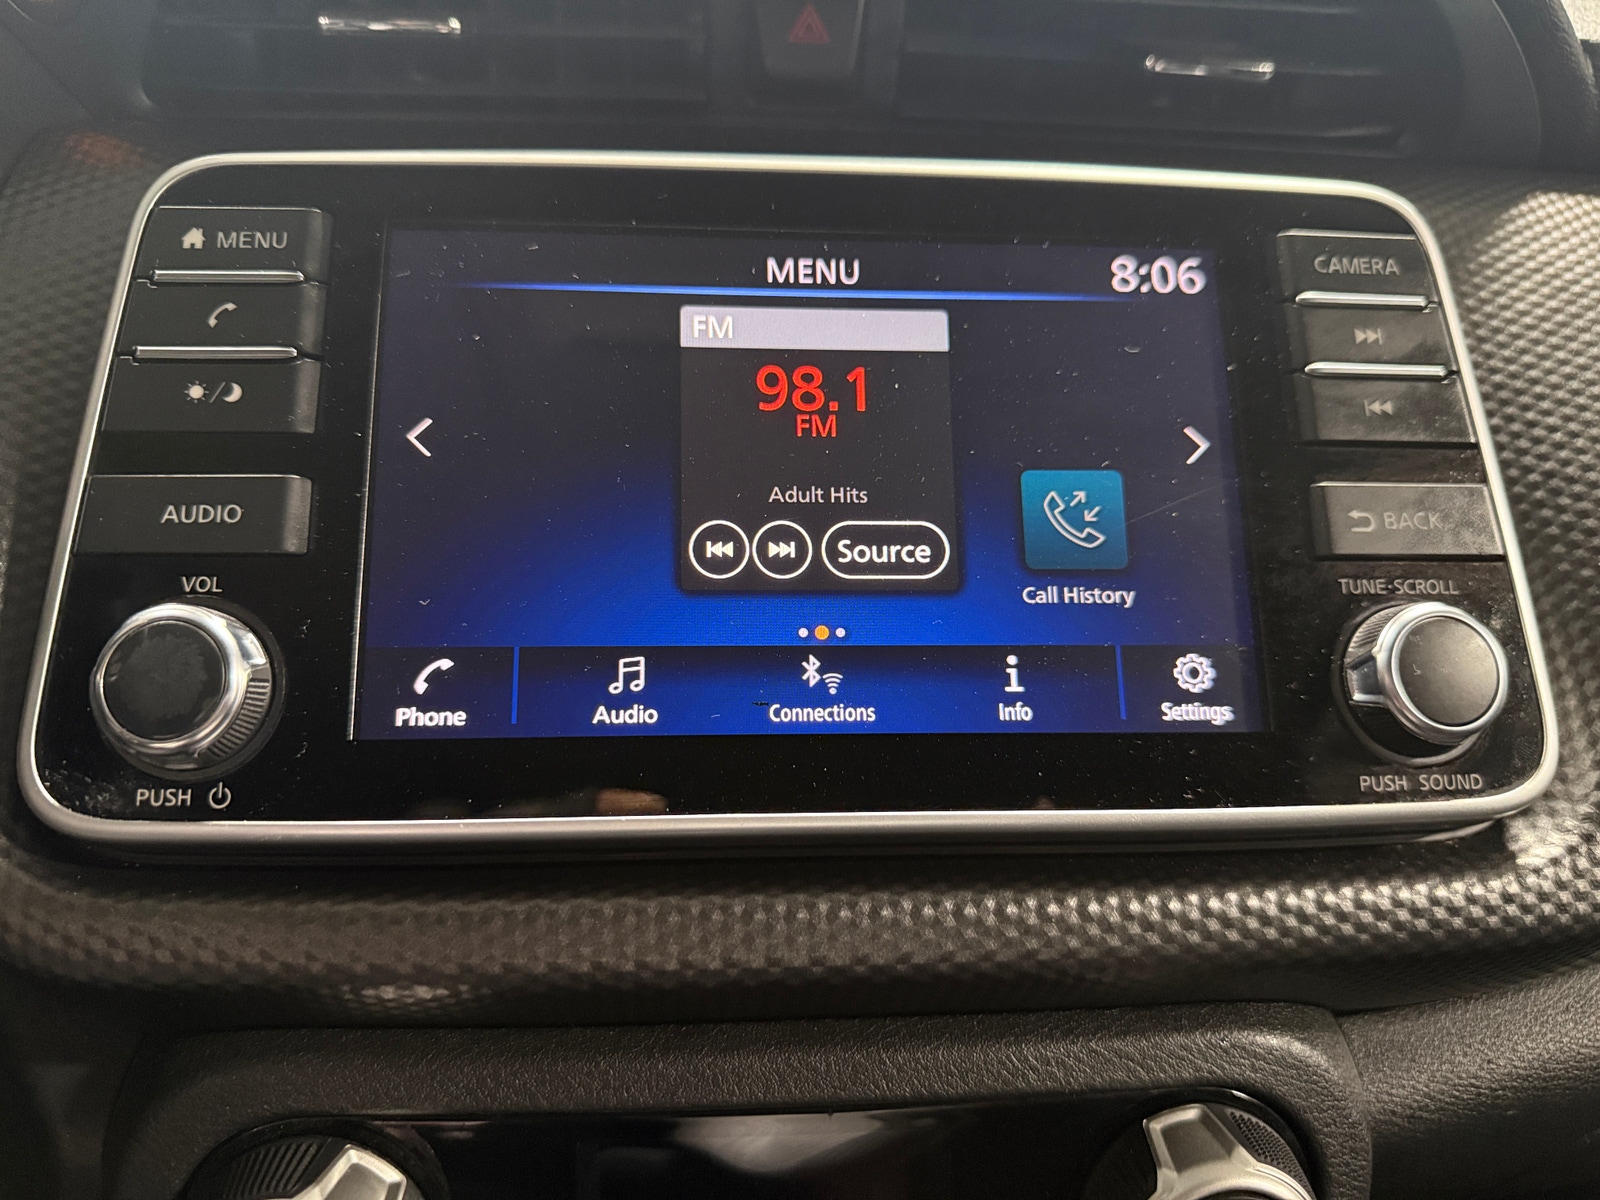 MENU
MENU
8:06
CAMERA
FM
98.1
FM
Adult Hits
AUDIO
Source
BACK
VOL
Call History
TUNE·SCROLL
Phone
Audio
Connections
Info
Settings
PUSH
PUSH SOUND